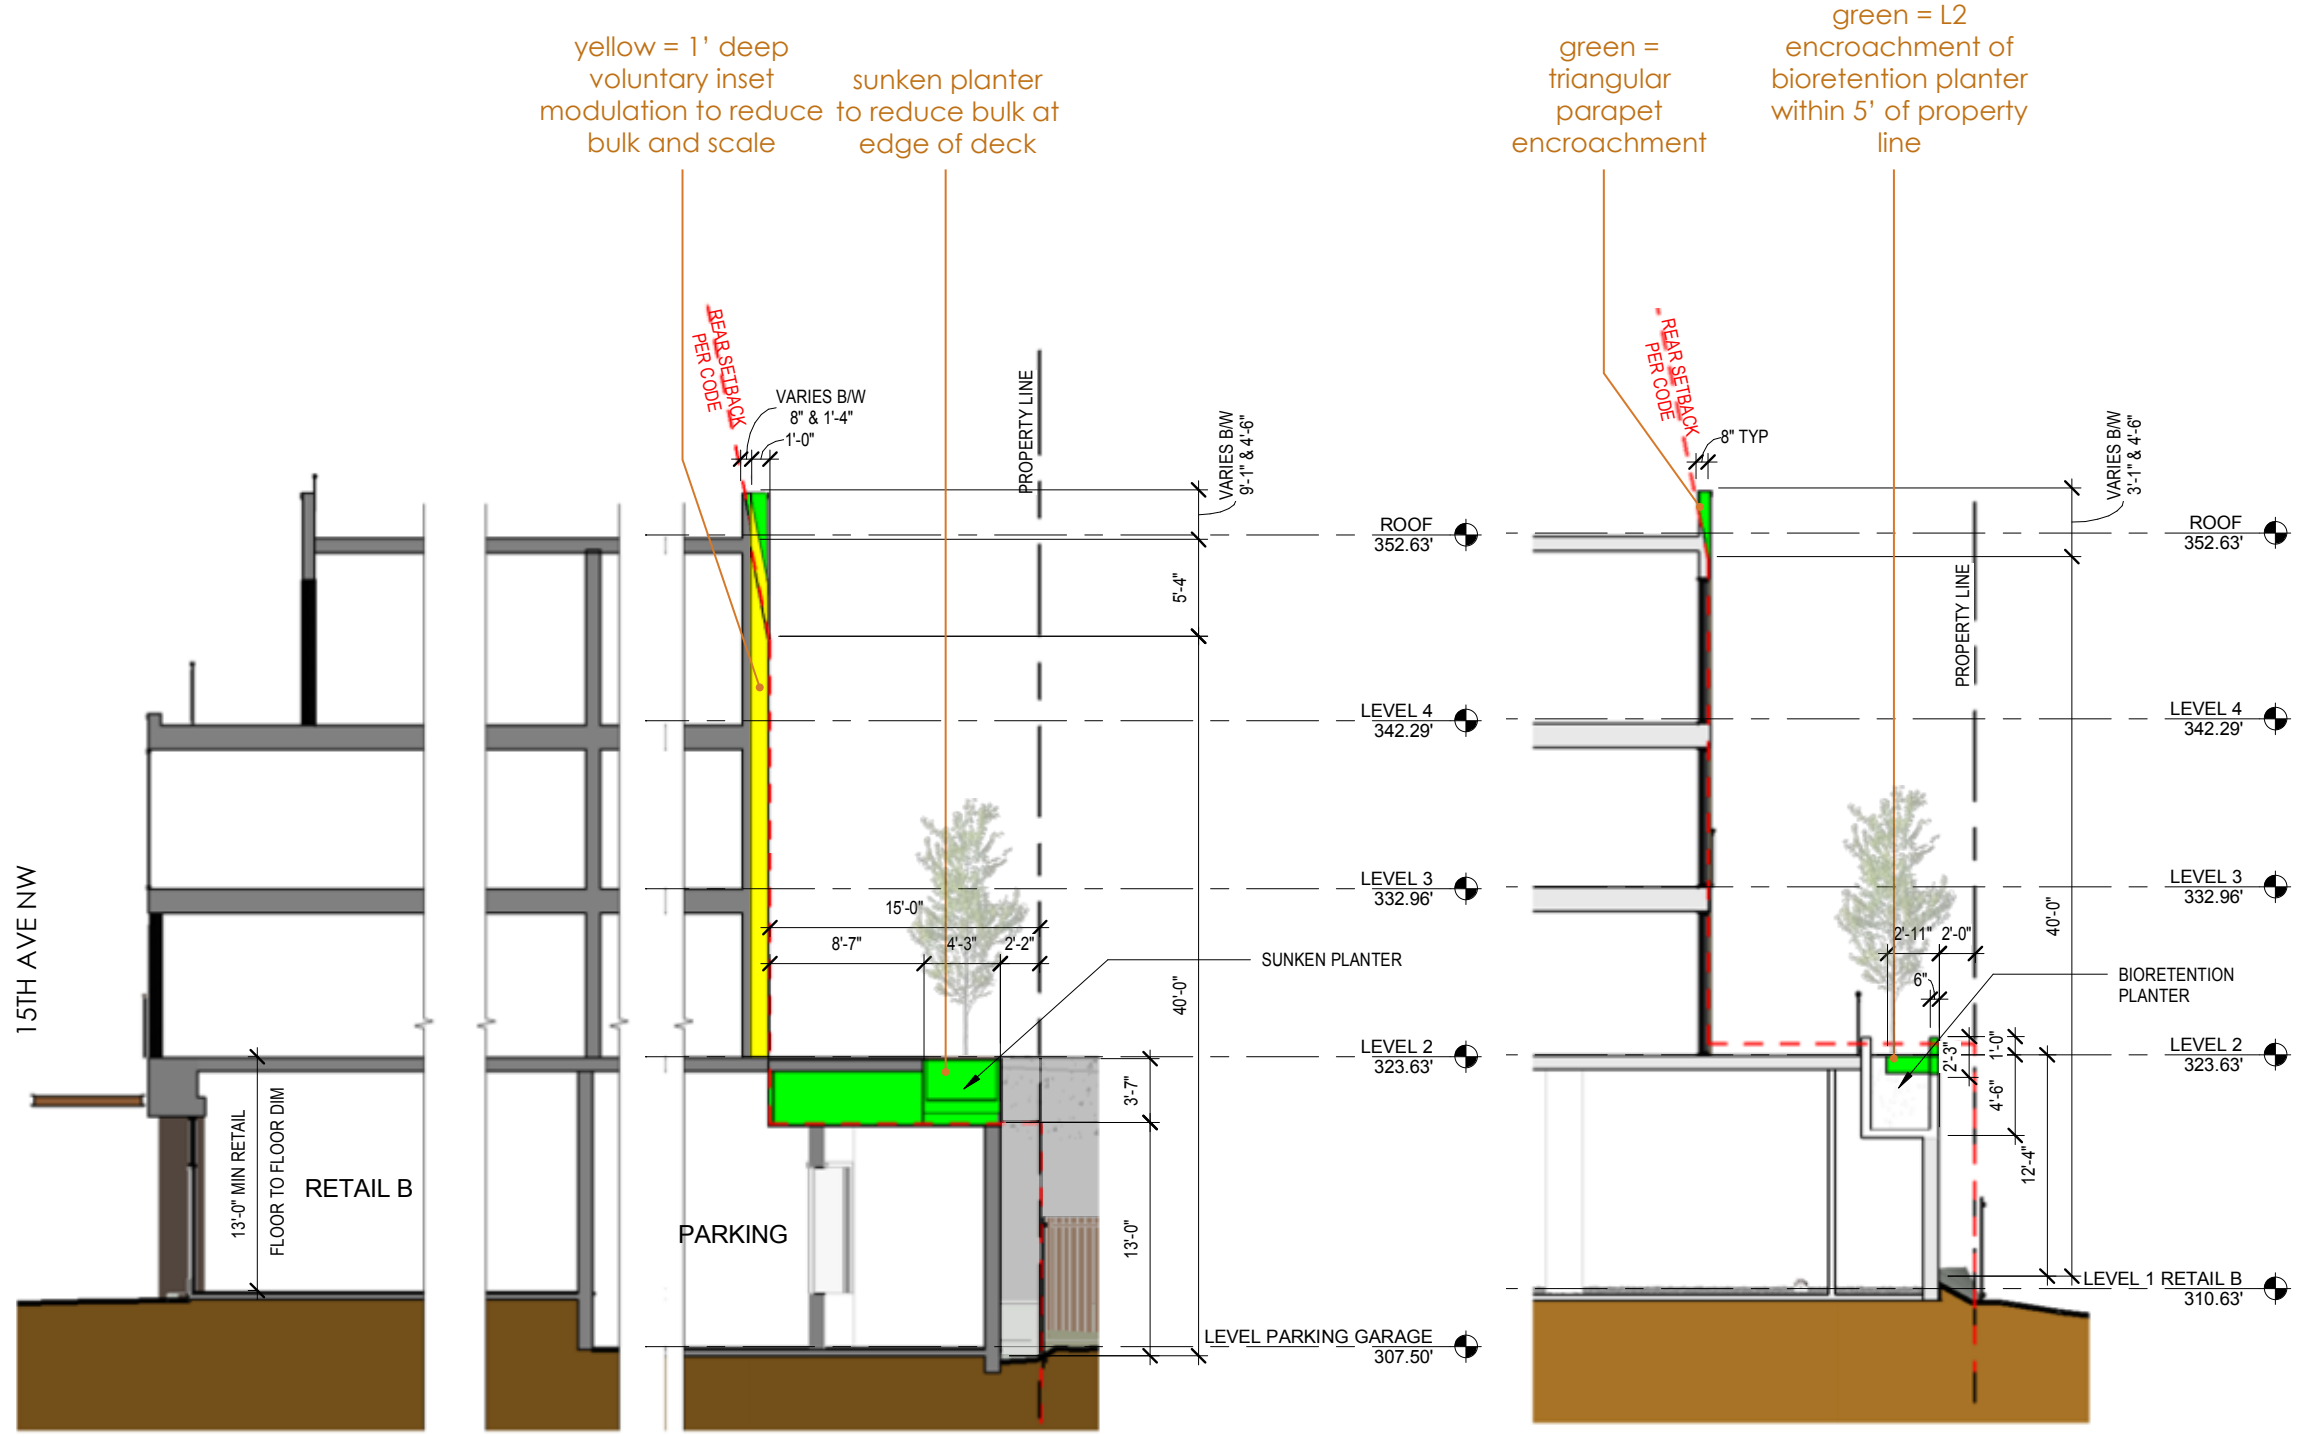 yellow = 1' deep
voluntary inset
modulation to reduce
bulk and scale
sunken planter
to reduce bulk at
edge of deck
green =
triangular
parapet
encroachment
green = L2
encroachment of
bioretention planter
within 5' of property
line
REAR SETBACK
PER CODE
VARIES B/W
8" & 1'-4"
1'-0"
PROPERTY LINE
VARIES B/W
9'-1" & 4'-6"
5'-4"
ROOF
352.63'
LEVEL 4
342.29'
LEVEL 3
332.96'
15'-0"
8'-7"
4'-3"
2'-2"
SUNKEN PLANTER
40'-0"
LEVEL 2
323.63'
3'-7"
13'-0"
15TH AVE NW
13'-0" MIN RETAIL
FLOOR TO FLOOR DIM
RETAIL B
PARKING
LEVEL PARKING GARAGE
307.50'
REAR SETBACK
PER CODE
8" TYP
VARIES B/W
3'-1" & 4'-6"
PROPERTY LINE
ROOF
352.63'
LEVEL 4
342.29'
LEVEL 3
332.96'
40'-0"
2'-11"
2'-0"
6"
BIORETENTION
PLANTER
2'-3"
1'-0"
LEVEL 2
323.63'
4'-6"
12'-4"
LEVEL 1 RETAIL B
310.63'